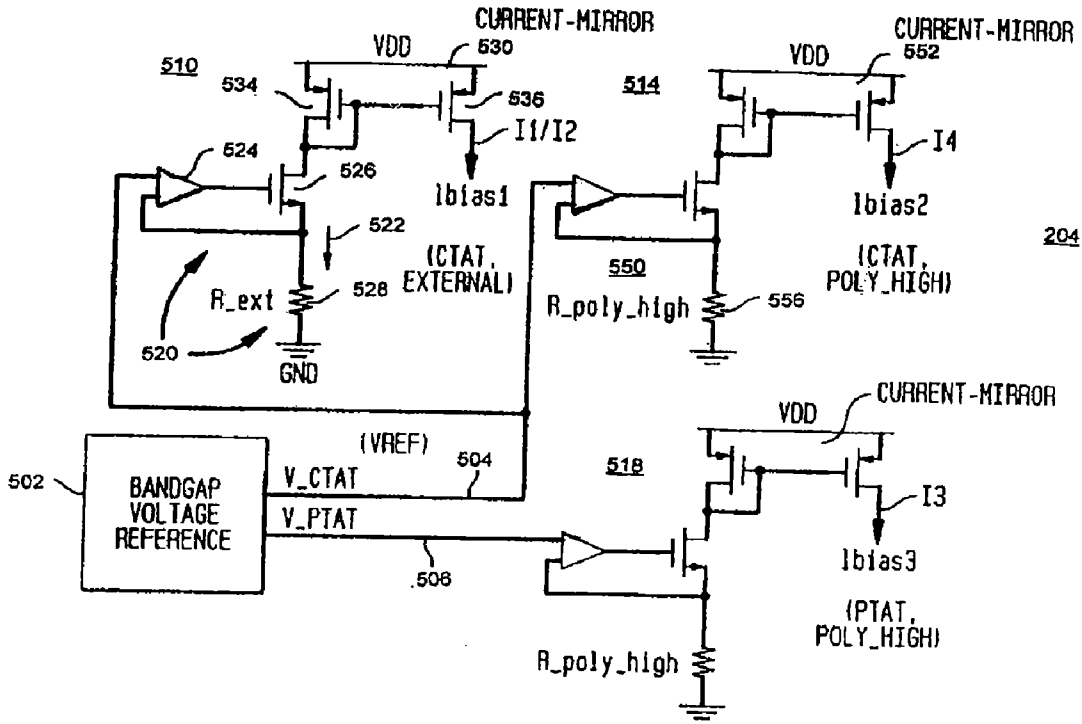 CURRENT-MIRROR
530
VDD
510
534
536
I1/I2
524
526
Ibias1
522
(CTAT,
EXTERNAL)
R_ext
528
520
GND
CURRENT-MIRROR
552
VDD
514
I4
Ibias2
204
550
(CTAT,
POLY_HIGH)
R_poly_high
556
(VREF)
502
BANDGAP
VOLTAGE
REFERENCE
V_CTAT
504
V_PTAT
506
CURRENT-MIRROR
VDD
518
I3
Ibias3
(PTAT,
POLY_HIGH)
R_poly_high